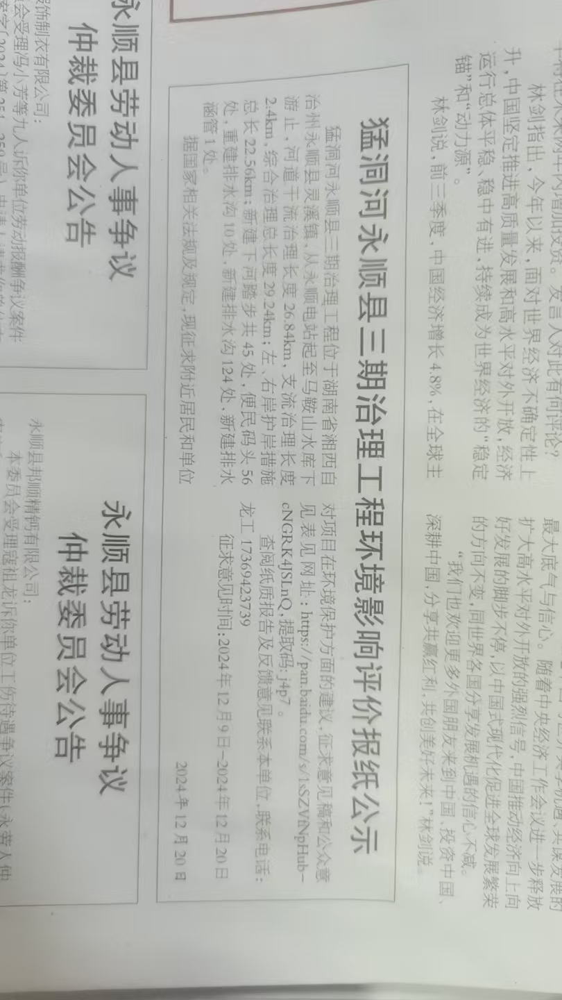 林剑指出,今年以来,面对世界经济不确定性上
升,中国坚定推进高质量发展和高水平对外开放,经济
运行总体平稳、稳中有进,持续成为世界经济的“稳定
锚”和“动力源”。
林剑说,前三季度,中国经济增长4.8%,在全球主
最大底气与信心。随着中央经济工作会议进一步释放
扩大高水平对外开放的强烈信号,中国推动经济向上向
好发展的脚步不停,以中国式现代化促进全球发展繁荣
的方向不变,同世界各国分享发展机遇的信心不减。
“我们也欢迎更多外国朋友来到中国、投资中国、
深耕中国,分享共赢红利,共创美好未来!”林剑说。
猛洞河永顺县三期治理工程环境影响评价报纸公示
猛洞河永顺县三期治理工程位于湖南省湘西自
治州永顺县灵溪镇,从永顺电站起至马鞍山水库下
游止,河道干流治理长度26.84km,支流治理长度
2.4km,综合治理总长度29.24km;左、右岸护岸措施
总长22.56km;新建下河踏步共45处,便民码头56
处,重建排水沟10处,新建排水沟124处,新建排水
涵管1处。
据国家相关法规及规定,现征求附近居民和单位
对项目在环境保护方面的建议,征求意见稿和公众意
见表见网址:https://pan.baidu.com/s/1sSZVfNpHub-
cNGRK4JSLnQ,提取码:j4p7。
查阅纸质报告及反馈意见联系本单位,联系电话:
龙工17369423739
征求意见时间:2024年12月9日-2024年12月20日
2024年12月20日
永顺县劳动人事争议
仲裁委员会公告
服饰制衣有限公司:
会受理冯小芳等九人诉你单位劳动报酬争议案件
永顺县劳动人事争议
仲裁委员会公告
永顺县邦顺精钙有限公司:
本委员会受理寇祖龙诉你单位工伤待遇争议案件(永劳人仲